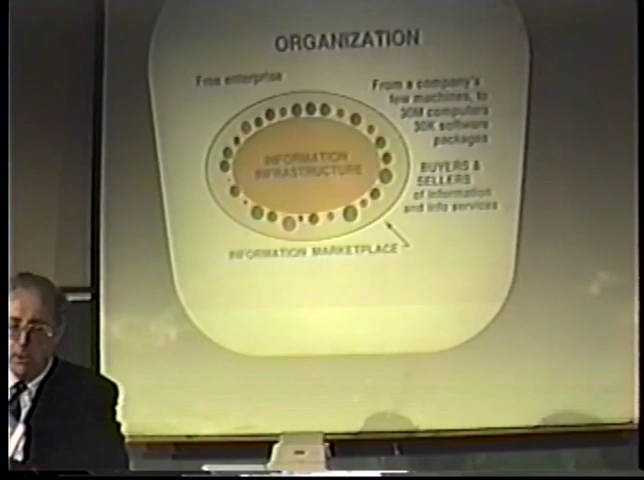 ORGANIZATION
Free enterprise
From a company's
few machines, to
30M computers
30K software
packages
INFORMATION
INFRASTRUCTURE
BUYERS &
SELLERS
of information
and info services
INFORMATION MARKETPLACE